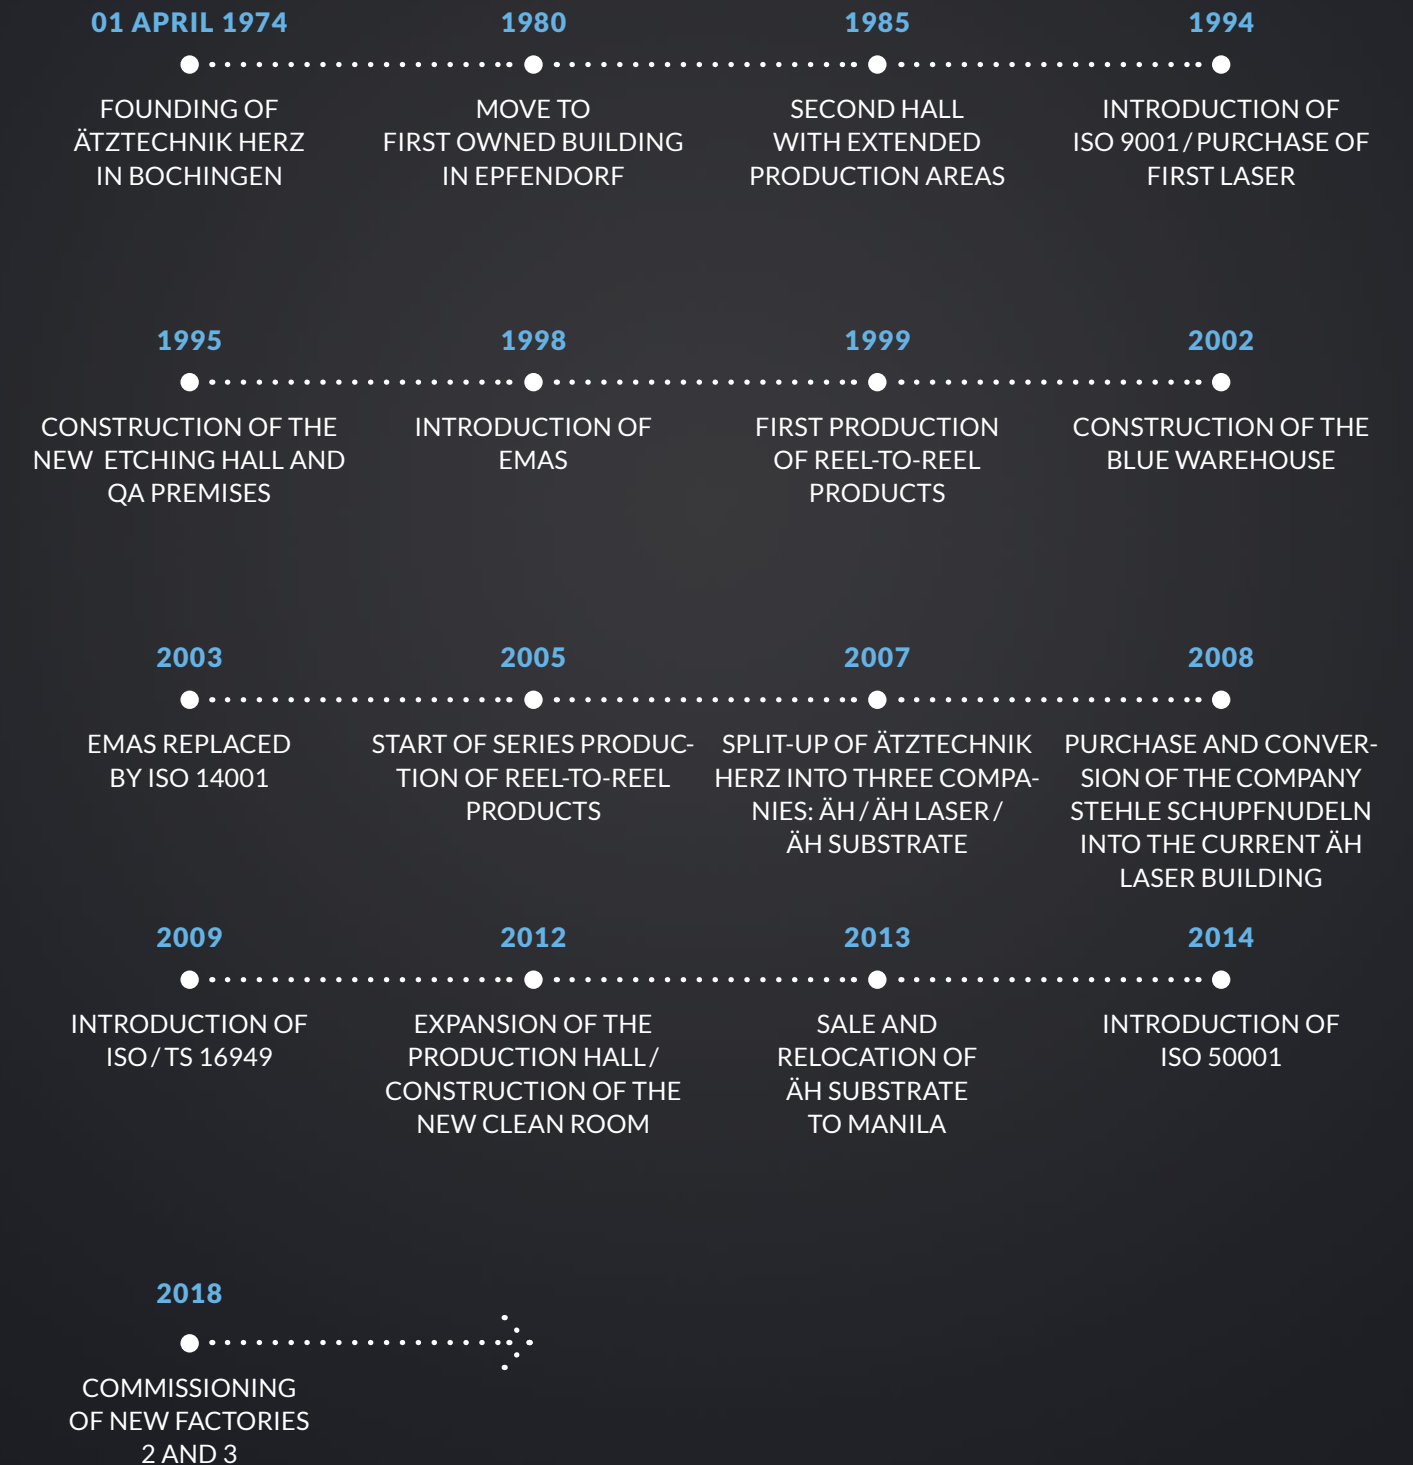 01 APRIL 1974
FOUNDING OF
ÄTZTECHNIK HERZ
IN BOCHINGEN
1980
MOVE TO
FIRST OWNED BUILDING
IN EPFENDORF
1985
SECOND HALL
WITH EXTENDED
PRODUCTION AREAS
1994
INTRODUCTION OF
ISO 9001 / PURCHASE OF
FIRST LASER
1995
CONSTRUCTION OF THE
NEW ETCHING HALL AND
QA PREMISES
1998
INTRODUCTION OF
EMAS
1999
FIRST PRODUCTION
OF REEL-TO-REEL
PRODUCTS
2002
CONSTRUCTION OF THE
BLUE WAREHOUSE
2003
EMAS REPLACED
BY ISO 14001
2005
START OF SERIES PRODUC-
TION OF REEL-TO-REEL
PRODUCTS
2007
SPLIT-UP OF ÄTZTECHNIK
HERZ INTO THREE COMPA-
NIES: ÄH / ÄH LASER /
ÄH SUBSTRATE
2008
PURCHASE AND CONVER-
SION OF THE COMPANY
STEHLE SCHUPFNUDELN
INTO THE CURRENT ÄH
LASER BUILDING
2009
INTRODUCTION OF
ISO / TS 16949
2012
EXPANSION OF THE
PRODUCTION HALL /
CONSTRUCTION OF THE
NEW CLEAN ROOM
2013
SALE AND
RELOCATION OF
ÄH SUBSTRATE
TO MANILA
2014
INTRODUCTION OF
ISO 50001
2018
COMMISSIONING
OF NEW FACTORIES
2 AND 3